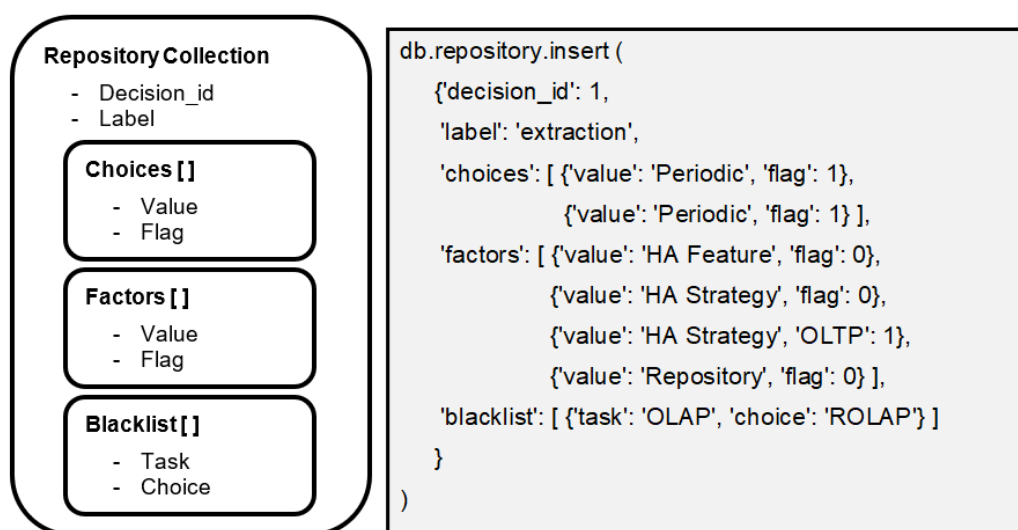 Repository Collection
- Decision_id
- Label
Choices [ ]
- Value
- Flag
Factors [ ]
- Value
- Flag
Blacklist [ ]
- Task
- Choice
db.repository.insert (
{'decision_id': 1,
'label': 'extraction',
'choices': [ {'value': 'Periodic', 'flag': 1},
{'value': 'Periodic', 'flag': 1} ],
'factors': [ {'value': 'HA Feature', 'flag': 0},
{'value': 'HA Strategy', 'flag': 0},
{'value': 'HA Strategy', 'OLTP': 1},
{'value': 'Repository', 'flag': 0} ],
'blacklist': [ {'task': 'OLAP', 'choice': 'ROLAP'} ]
}
)